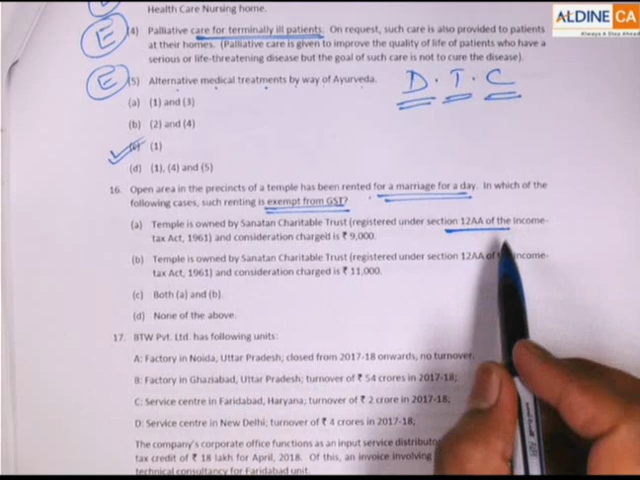 Health Care Nursing home.
ALDINE CA
Always A Step Ahead
E (4) Palliative care for terminally ill patients. On request, such care is also provided to patients
at their homes. (Palliative care is given to improve the quality of life of patients who have a
serious or life-threatening disease but the goal of such care is not to cure the disease).
E (5) Alternative medical treatments by way of Ayurveda.
D.T.C
(a) (1) and (3)
(b) (2) and (4)
(c) (1)
(d) (1), (4) and (5)
16. Open area in the precincts of a temple has been rented for a marriage for a day. In which of the
following cases, such renting is exempt from GST?
(a) Temple is owned by Sanatan Charitable Trust (registered under section 12AA of the Income-
tax Act, 1961) and consideration charged is ₹ 9,000.
(b) Temple is owned by Sanatan Charitable Trust (registered under section 12AA of the Income-
tax Act, 1961) and consideration charged is ₹ 11,000.
(c) Both (a) and (b)
(d) None of the above.
17. BTW Pvt. Ltd. has following units:
A: Factory in Noida, Uttar Pradesh; closed from 2017-18 onwards, no turnover.
B: Factory in Ghaziabad, Uttar Pradesh; turnover of ₹ 54 crores in 2017-18;
C: Service centre in Faridabad, Haryana; turnover of ₹ 2 crore in 2017-18;
D: Service centre in New Delhi; turnover of ₹ 4 crores in 2017-18,
The company's corporate office functions as an input service
tax credit of ₹ 18 lakh for April, 2018. Of this, an invoice involving
technical consultancy for Faridabad unit.